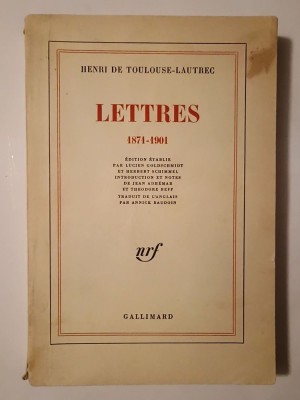 HENRI DE TOULOUSE-LAUTREC
LETTRES
1871-1901
ÉDITION ÉTABLIE
PAR LUCIEN GOLDSCHMIDT
ET HERBERT SCHIMMEL
INTRODUCTION ET NOTES
DE JEAN ADHÉMAR
ET THEODORE REFF
TRADUIT DE L'ANGLAIS
PAR ANNICK BAUDOIN
nrf
GALLIMARD